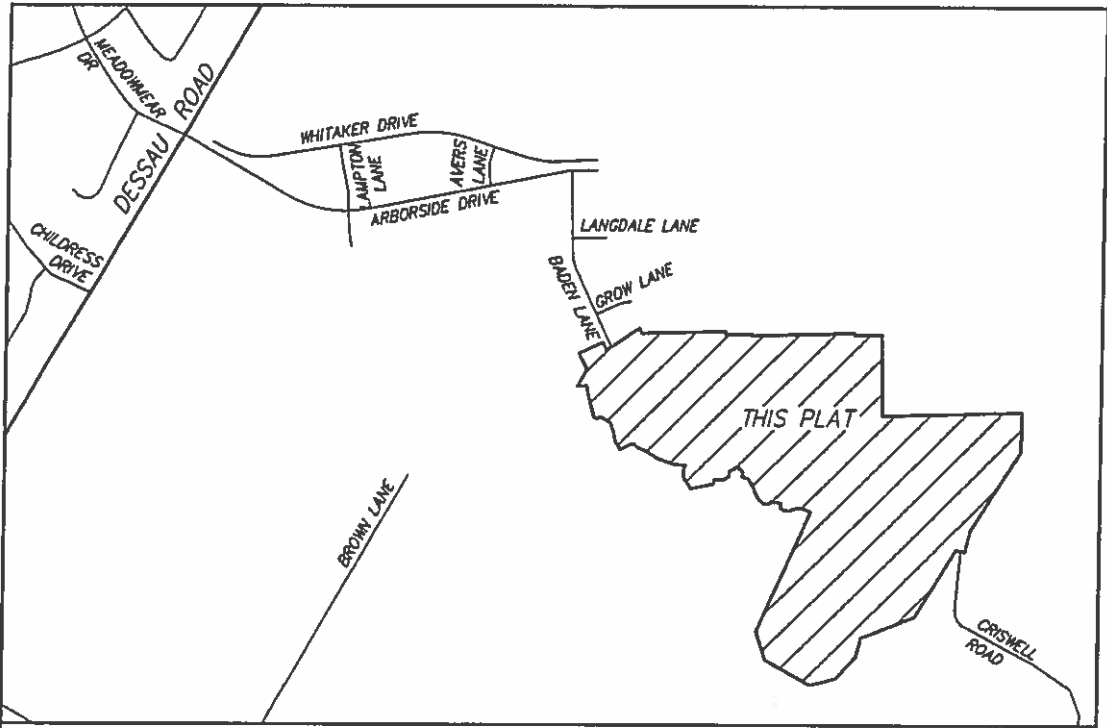 MEADOWMEAR
DR
DESSAU ROAD
WHITAKER DRIVE
AMPTON
LANE
AVERS
LANE
ARBORSIDE DRIVE
CHILDRESS
DRIVE
LANGDALE LANE
BADEN LANE
GROW LANE
THIS PLAT
BROWN LANE
CRISWELL
ROAD